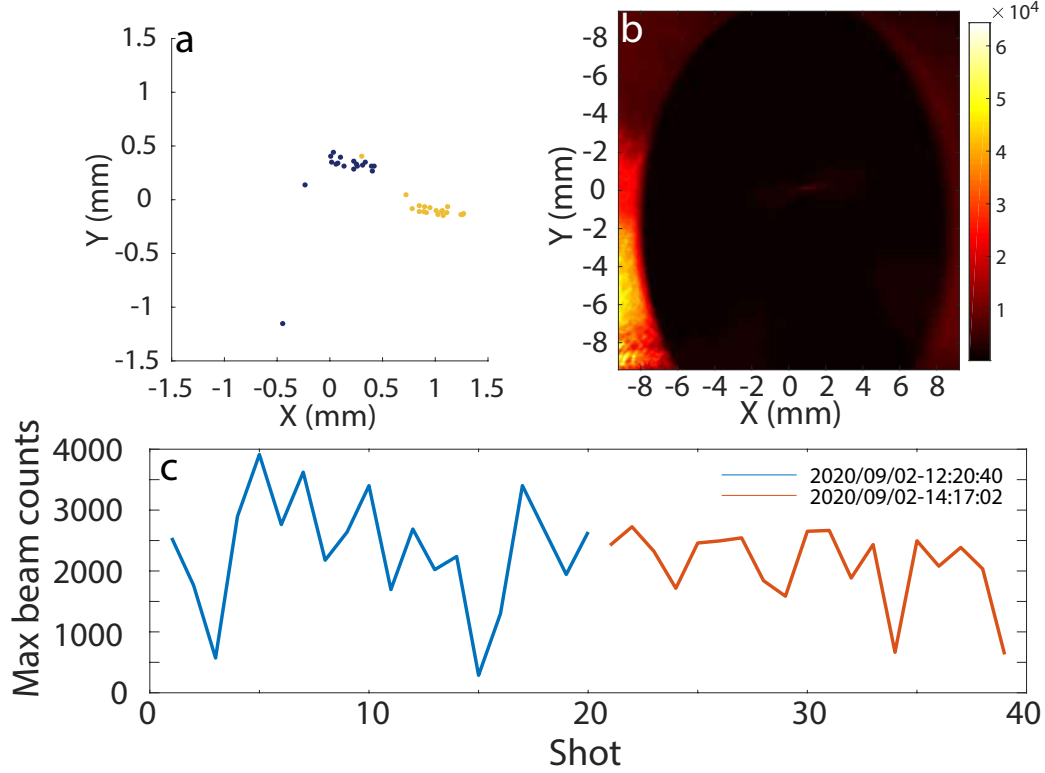 a
1.5
1
0.5
0
-0.5
-1
-1.5
Y (mm)
-1.5 -1 -0.5 0 0.5 1 1.5
X (mm)
b
-8
-6
-4
-2
0
-2
-4
-6
-8
Y (mm)
-8 -6 -4 -2 0 2 4 6 8
X (mm)
× 10⁴
6
5
4
3
2
1
c
4000
3000
2000
1000
0
Max beam counts
2020/09/02-12:20:40
2020/09/02-14:17:02
0 10 20 30 40
Shot